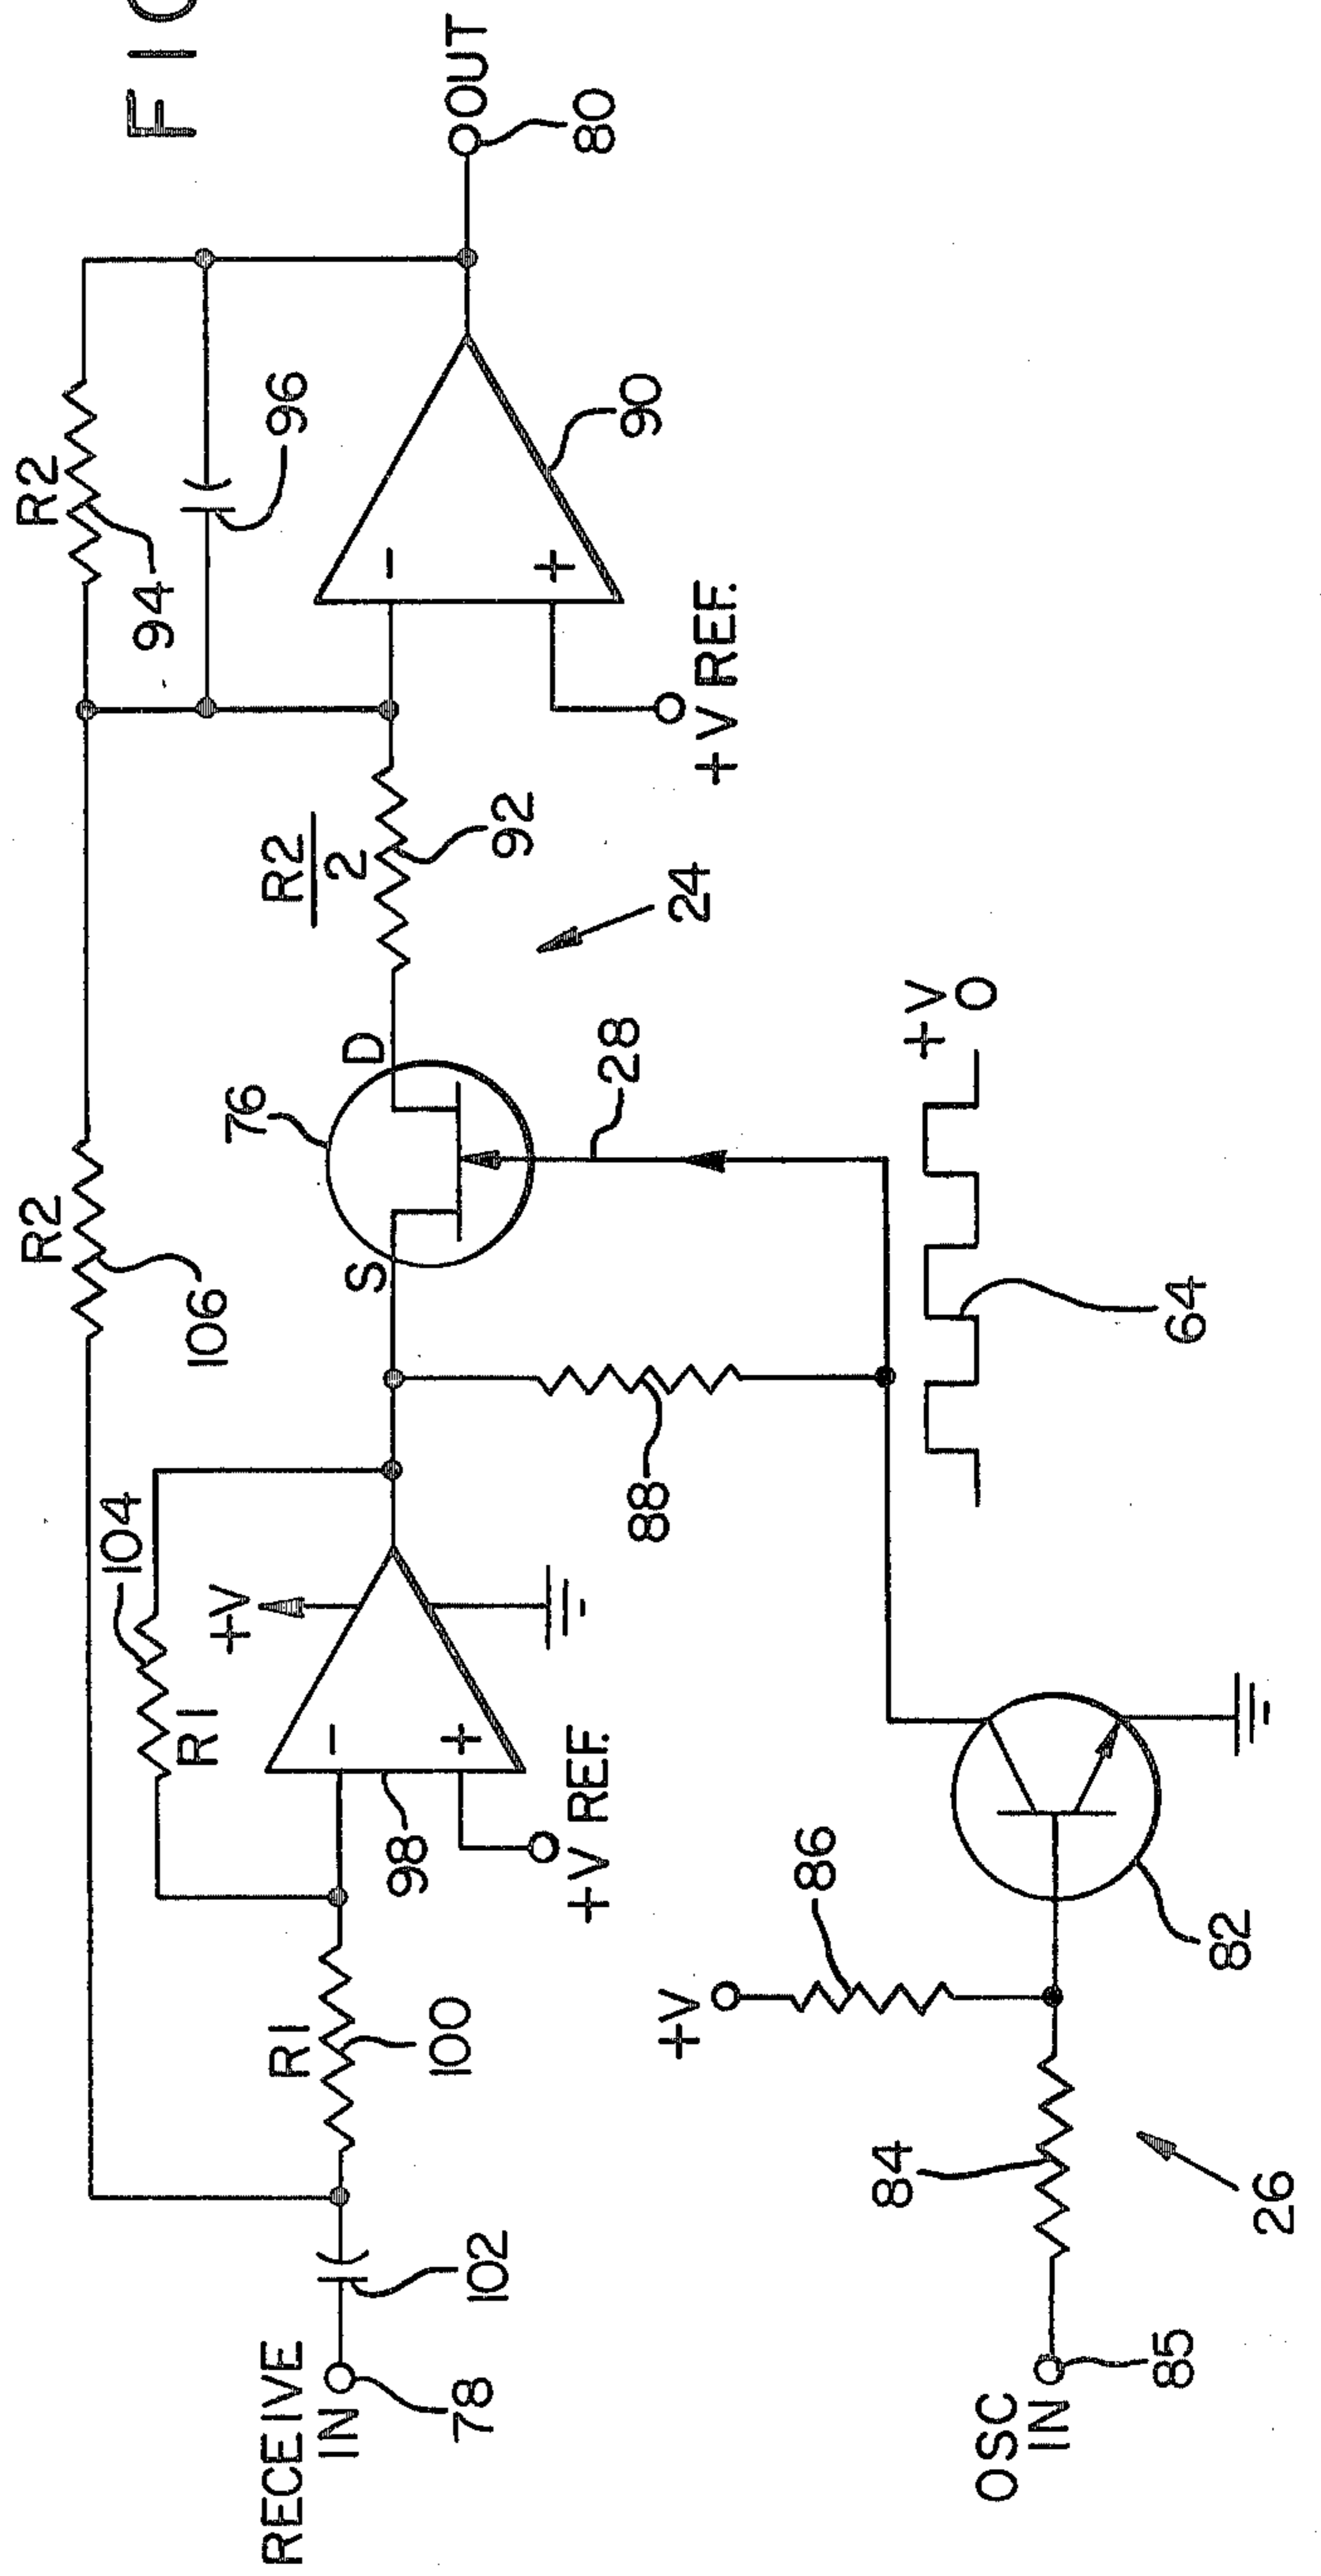 FIG
R2
94
96
OUT
80
90
-
+
+V REF.
R2
106
R2
2
92
24
76
S
D
28
+V
0
64
88
104
R1
+V
98
-
+
+V REF.
R1
100
102
RECEIVE
IN
78
+V
86
82
84
26
OSC
IN
85